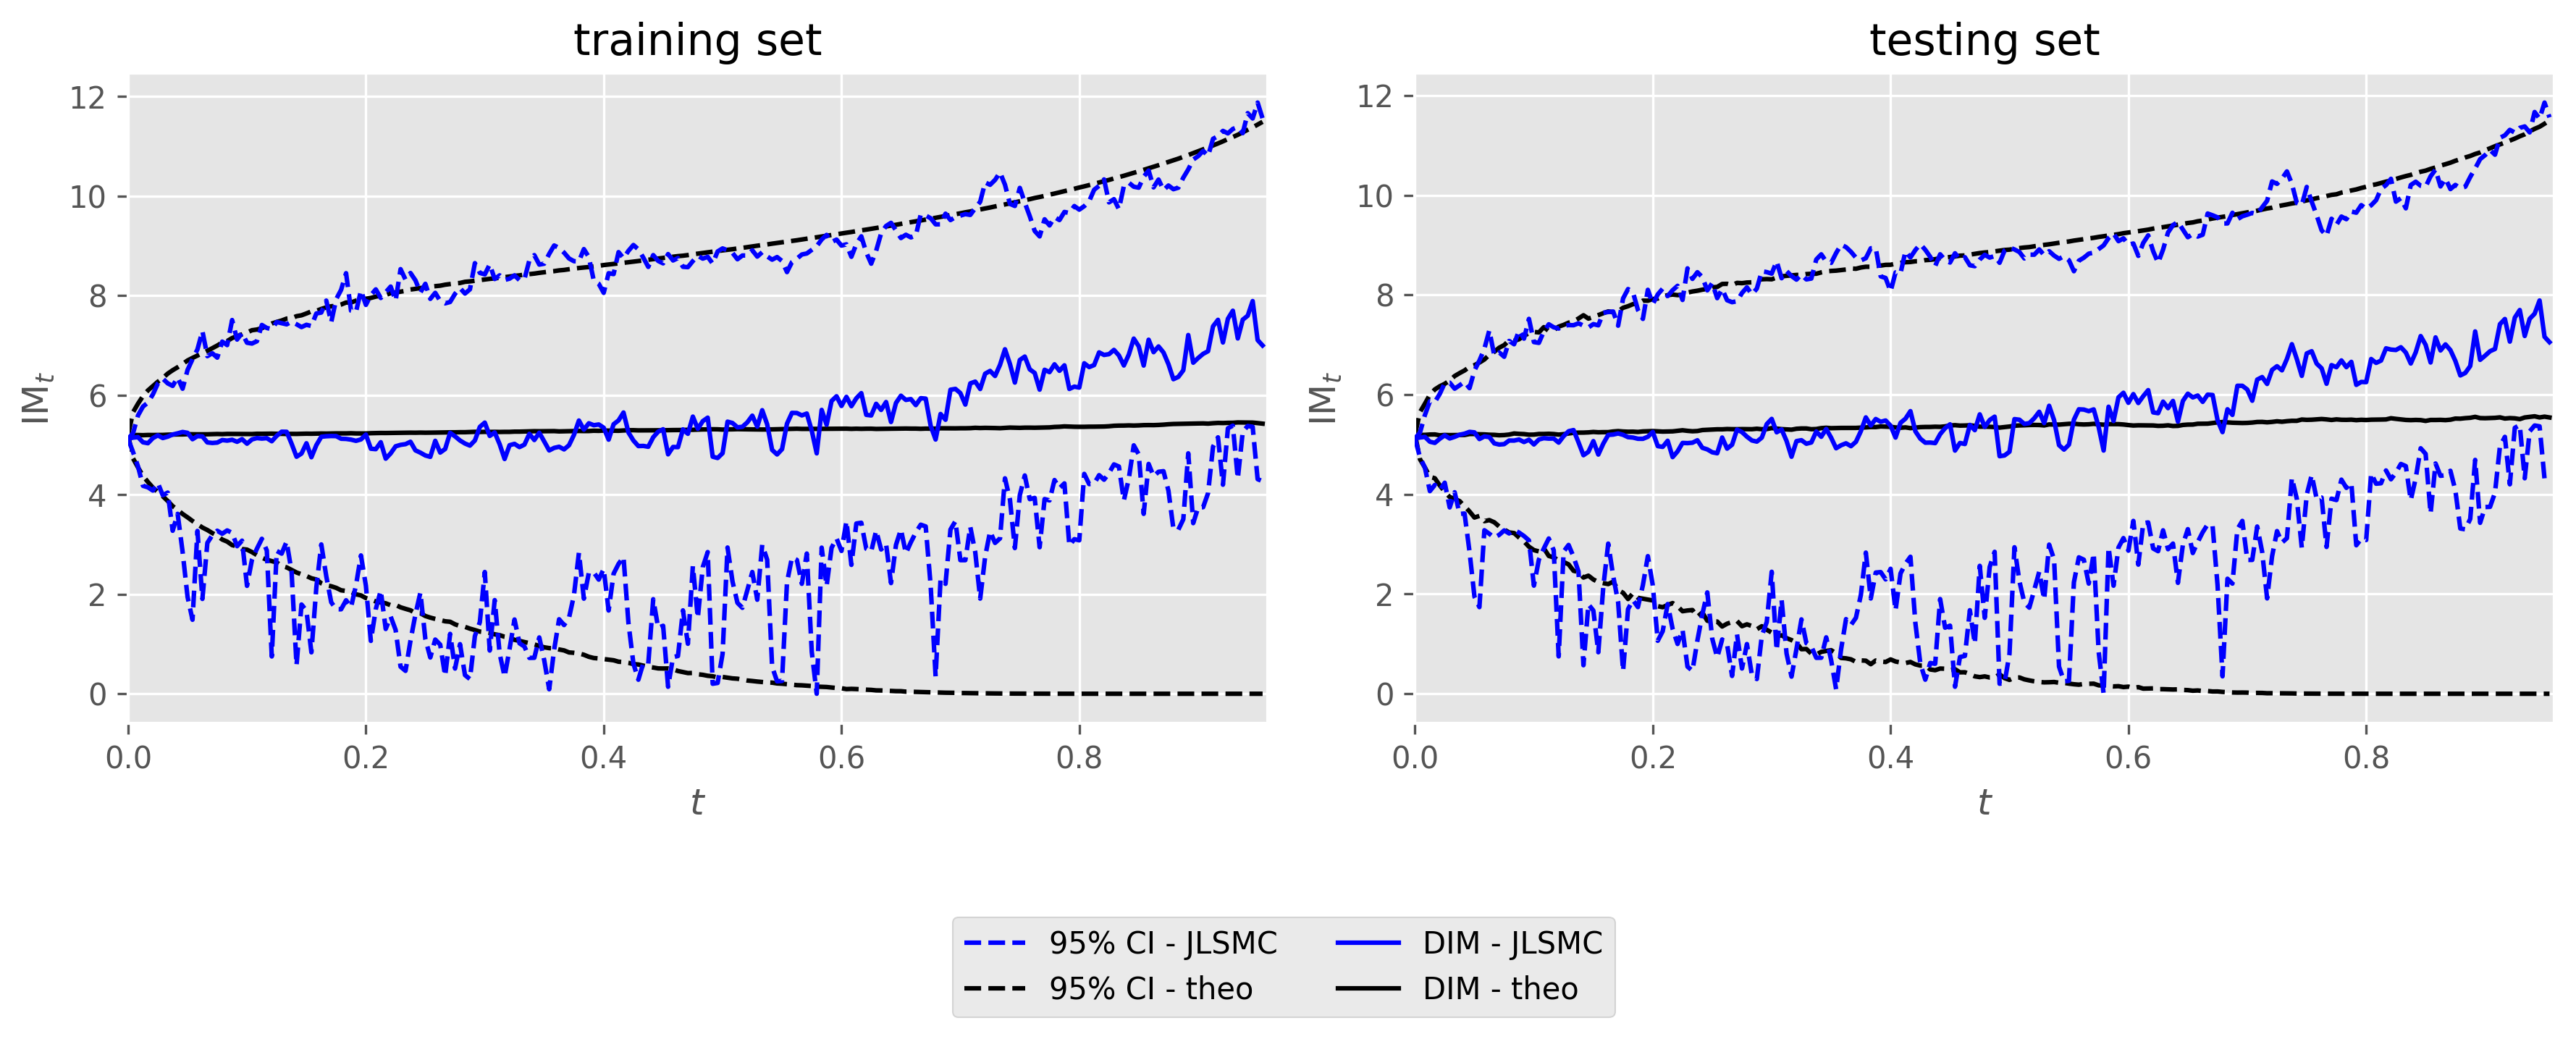 training set
testing set
12
10
8
6
4
2
0
IM_t
0.0 0.2 0.4 0.6 0.8
t
12
10
8
6
4
2
0
IM_t
0.0 0.2 0.4 0.6 0.8
t
95% CI - JLSMC
95% CI - theo
DIM - JLSMC
DIM - theo